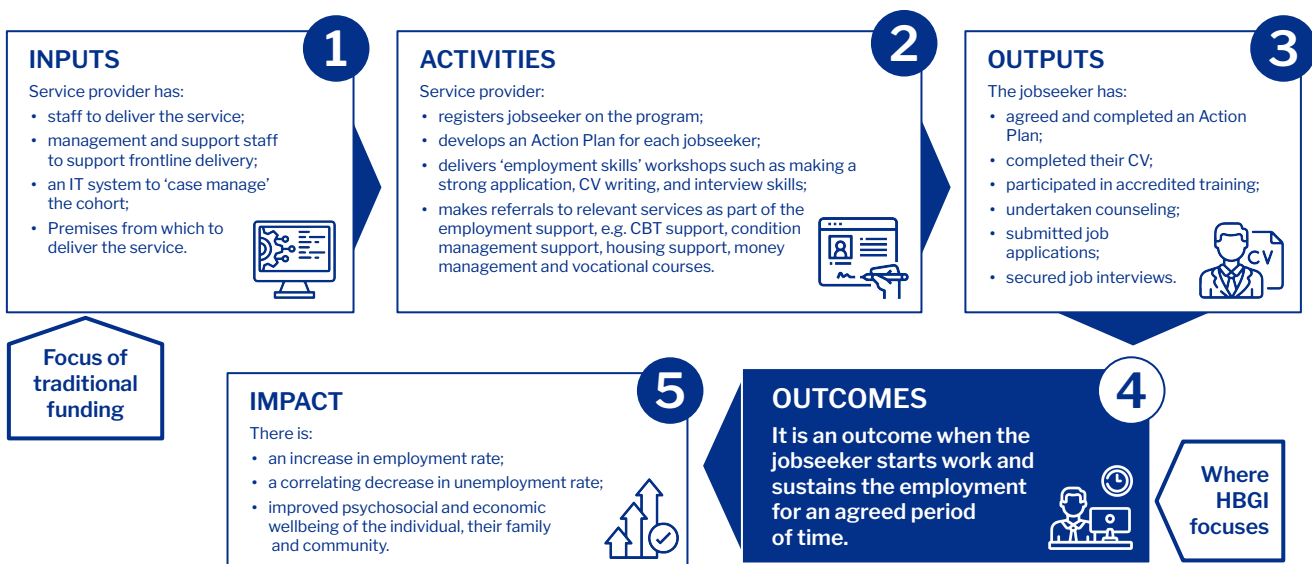 1
INPUTS
Service provider has:
• staff to deliver the service;
• management and support staff
to support frontline delivery;
• an IT system to ‘case manage’
the cohort;
• Premises from which to
deliver the service.
Focus of
traditional
funding
2
ACTIVITIES
Service provider:
• registers jobseeker on the program;
• develops an Action Plan for each jobseeker;
• delivers ‘employment skills’ workshops such as making a
strong application, CV writing, and interview skills;
• makes referrals to relevant services as part of the
employment support, e.g. CBT support, condition
management support, housing support, money
management and vocational courses.
3
OUTPUTS
The jobseeker has:
• agreed and completed an Action
Plan;
• completed their CV;
• participated in accredited training;
• undertaken counseling;
• submitted job
applications;
• secured job interviews.
CV
4
OUTCOMES
It is an outcome when the
jobseeker starts work and
sustains the employment
for an agreed period
of time.
Where
HBGI
focuses
5
IMPACT
There is:
• an increase in employment rate;
• a correlating decrease in unemployment rate;
• improved psychosocial and economic
wellbeing of the individual, their family
and community.